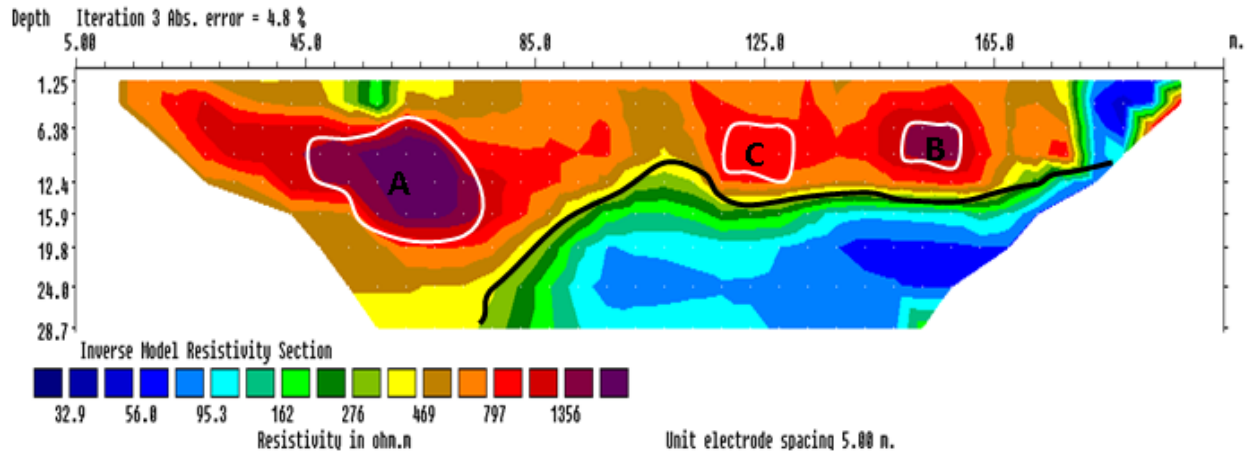 Depth Iteration 3 Abs. error = 4.8 %
5.00 45.0 85.0 125.0 165.0 m.
1.25
6.38
A
B
C
12.4
15.9
19.8
24.0
28.7
Inverse Model Resistivity Section
32.9 56.0 95.3 162 276 469 797 1356
Resistivity in ohm.m Unit electrode spacing 5.00 m.